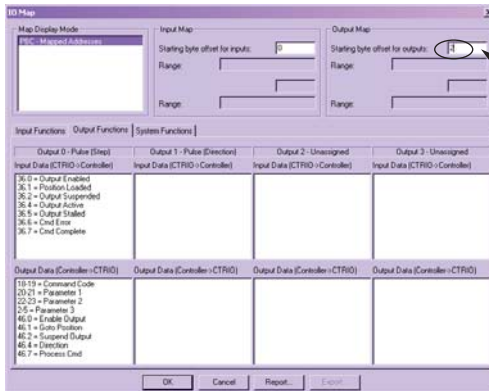 IO Map
Map Display Mode
PBC - Mapped Addresses
Input Map
Starting byte offset for inputs: 0
Range:
Range:
Output Map
Starting byte offset for outputs: 2
Range:
Range:
Input Functions Output Functions System Functions
Output 0 - Pulse (Step) Output 1 - Pulse (Direction) Output 2 - Unassigned Output 3 - Unassigned
Input Data (CTRIO->Controller) Input Data (CTRIO->Controller) Input Data (CTRIO->Controller) Input Data (CTRIO->Controller)
36.0 = Output Enabled
36.1 = Position Loaded
36.2 = Output Suspended
36.4 = Output Active
36.5 = Output Stalled
36.6 = Cmd Error
36.7 = Cmd Complete
Output Data (Controller->CTRIO) Output Data (Controller->CTRIO) Output Data (Controller->CTRIO) Output Data (Controller->CTRIO)
18-19 = Command Code
20-21 = Parameter 1
22-23 = Parameter 2
2-5 = Parameter 3
46.0 = Enable Output
46.1 = Goto Position
46.2 = Suspend Output
46.4 = Direction
46.7 = Process Cmd
OK Cancel Report... Export...